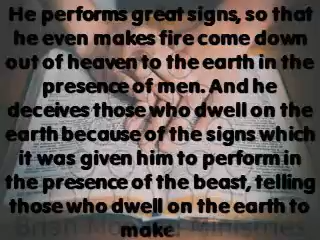 He performs great signs, so that
he even makes fire come down
out of heaven to the earth in the
presence of men. And he
deceives those who dwell on the
earth because of the signs which
it was given him to perform in
the presence of the beast, telling
those who dwell on the earth to
make